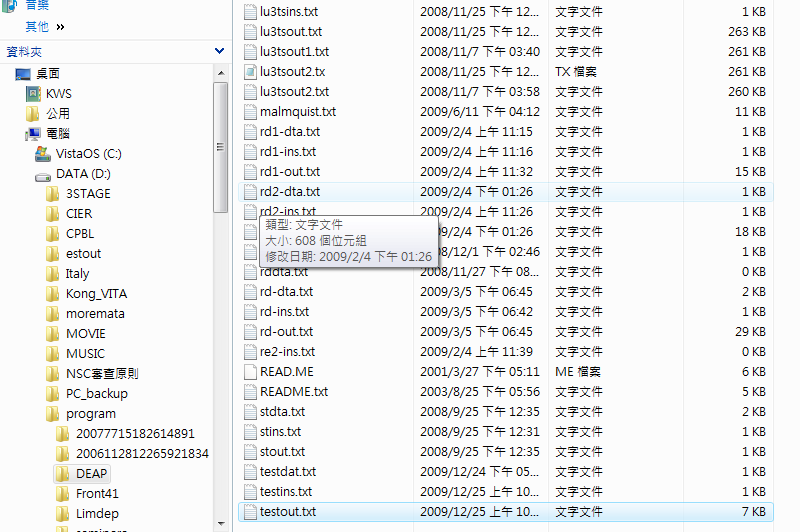 音樂
其他 »
資料夾
桌面
KWS
公用
電腦
VistaOS (C:)
DATA (D:)
3STAGE
CIER
CPBL
estout
Italy
Kong_VITA
moremata
MOVIE
MUSIC
NSC審查原則
PC_backup
program
20077715182614891
2006112812265921834
DEAP
Front41
Limdep
lu3tsins.txt 2008/11/25 下午 12... 文字文件 1 KB
lu3tsout.txt 2008/11/25 下午 12... 文字文件 263 KB
lu3tsout1.txt 2008/11/7 下午 03:40 文字文件 261 KB
lu3tsout2.tx 2008/11/25 下午 12... TX 檔案 261 KB
lu3tsout2.txt 2008/11/7 下午 03:58 文字文件 260 KB
malmquist.txt 2009/6/11 下午 04:12 文字文件 11 KB
rd1-dta.txt 2009/2/4 上午 11:15 文字文件 1 KB
rd1-ins.txt 2009/2/4 上午 11:16 文字文件 1 KB
rd1-out.txt 2009/2/4 上午 11:32 文字文件 15 KB
rd2-dta.txt 2009/2/4 下午 01:26 文字文件 1 KB
rd2-ins.txt 2009/2/4 上午 11:26 文字文件 1 KB
類型: 文字文件
大小: 608 個位元組
修改日期: 2009/2/4 下午 01:26
2009/2/4 下午 01:26 文字文件 18 KB
2008/12/1 下午 02:46 文字文件 1 KB
rddta.txt 2008/11/27 下午 08... 文字文件 0 KB
rd-dta.txt 2009/3/5 下午 06:45 文字文件 2 KB
rd-ins.txt 2009/3/5 下午 06:42 文字文件 1 KB
rd-out.txt 2009/3/5 下午 06:45 文字文件 29 KB
re2-ins.txt 2009/2/4 上午 11:39 文字文件 0 KB
READ.ME 2001/3/27 下午 05:11 ME 檔案 6 KB
README.txt 2003/8/25 下午 05:56 文字文件 5 KB
stdta.txt 2008/9/25 下午 12:35 文字文件 2 KB
stins.txt 2008/9/25 下午 12:31 文字文件 1 KB
stout.txt 2008/9/25 下午 12:35 文字文件 1 KB
testdat.txt 2009/12/24 下午 05... 文字文件 1 KB
testins.txt 2009/12/25 上午 10... 文字文件 1 KB
testout.txt 2009/12/25 上午 10... 文字文件 7 KB